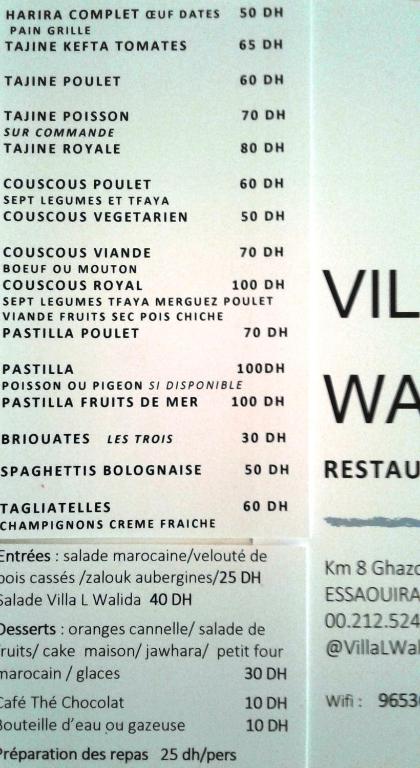 HARIRA COMPLET ŒUF DATES 50 DH
PAIN GRILLE
TAJINE KEFTA TOMATES 65 DH
TAJINE POULET 60 DH
TAJINE POISSON 70 DH
SUR COMMANDE
TAJINE ROYALE 80 DH
COUSCOUS POULET 60 DH
SEPT LEGUMES ET TFAYA
COUSCOUS VEGETARIEN 50 DH
COUSCOUS VIANDE 70 DH
BOEUF OU MOUTON
COUSCOUS ROYAL 100 DH
SEPT LEGUMES TFAYA MERGUEZ POULET
VIANDE FRUITS SEC POIS CHICHE
PASTILLA POULET 70 DH
PASTILLA 100DH
POISSON OU PIGEON SI DISPONIBLE
PASTILLA FRUITS DE MER 100 DH
BRIOUATES LES TROIS 30 DH
SPAGHETTIS BOLOGNAISE 50 DH
TAGLIATELLES 60 DH
CHAMPIGNONS CREME FRAICHE
Entrées : salade marocaine/velouté de
pois cassés /zalouk aubergines/25 DH
Salade Villa L Walida 40 DH
Desserts : oranges cannelle/ salade de
fruits/ cake maison/ jawhara/ petit four
marocain / glaces 30 DH
Café Thé Chocolat 10 DH
Bouteille d'eau ou gazeuse 10 DH
Préparation des repas 25 dh/pers
VIL
WA
RESTAU
Km 8 Ghazo
ESSAOUIRA
00.212.524
@VillaLWal
Wifi : 9653